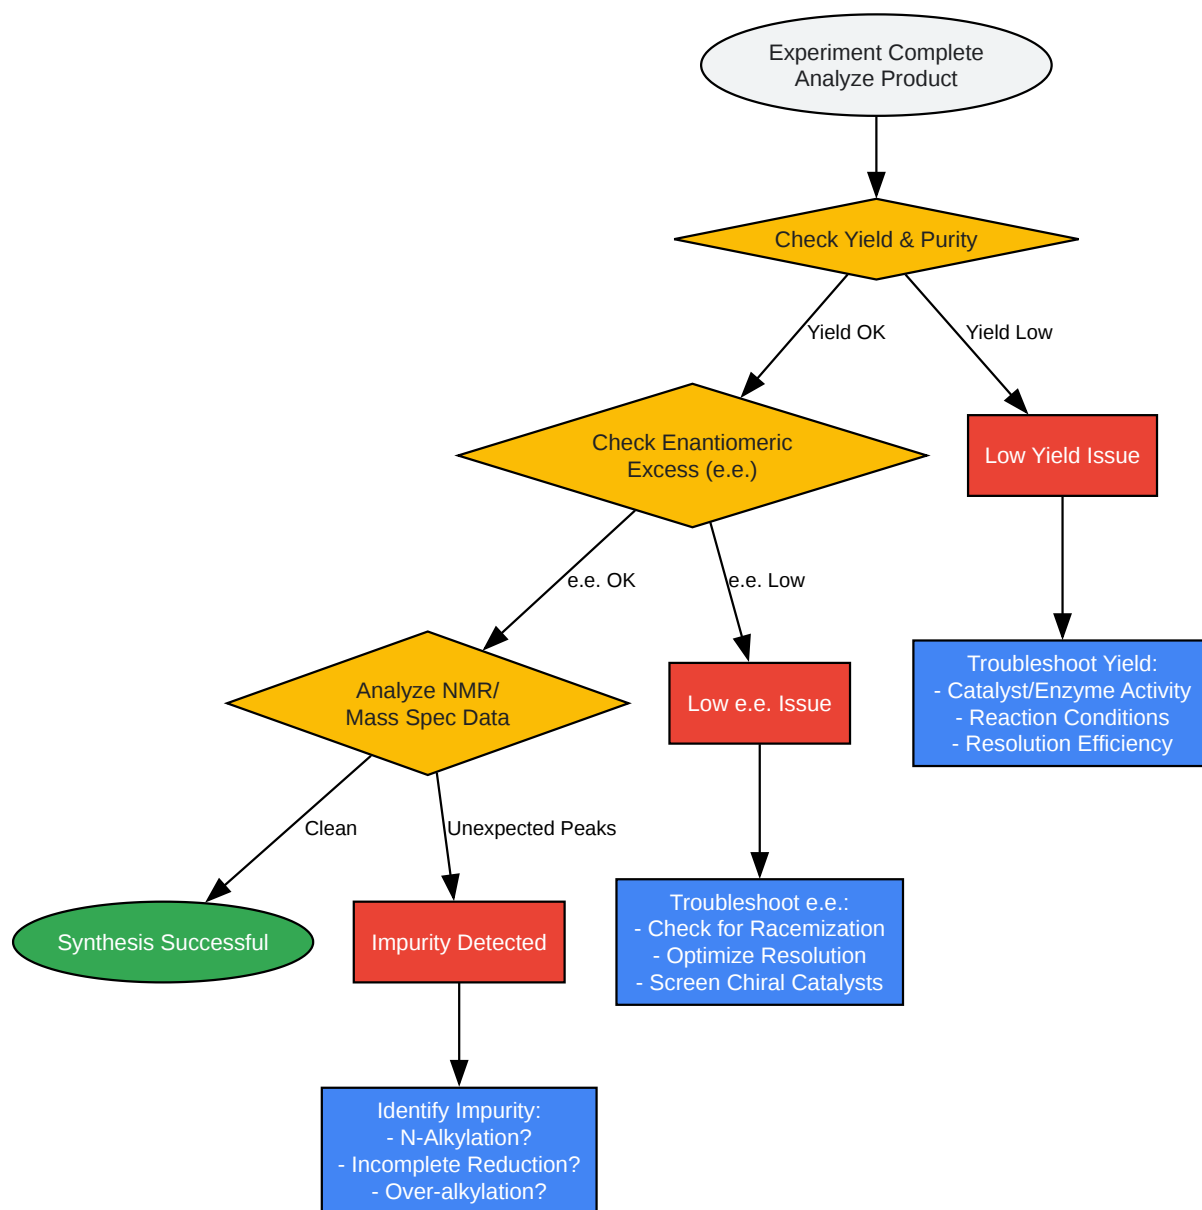 Experiment Complete
Analyze Product
Check Yield & Purity
Yield OK
Yield Low
Check Enantiomeric
Excess (e.e.)
Low Yield Issue
e.e. OK
e.e. Low
Troubleshoot Yield:
- Catalyst/Enzyme Activity
- Reaction Conditions
- Resolution Efficiency
Analyze NMR/
Mass Spec Data
Low e.e. Issue
Clean
Unexpected Peaks
Synthesis Successful
Impurity Detected
Troubleshoot e.e.:
- Check for Racemization
- Optimize Resolution
- Screen Chiral Catalysts
Identify Impurity:
- N-Alkylation?
- Incomplete Reduction?
- Over-alkylation?